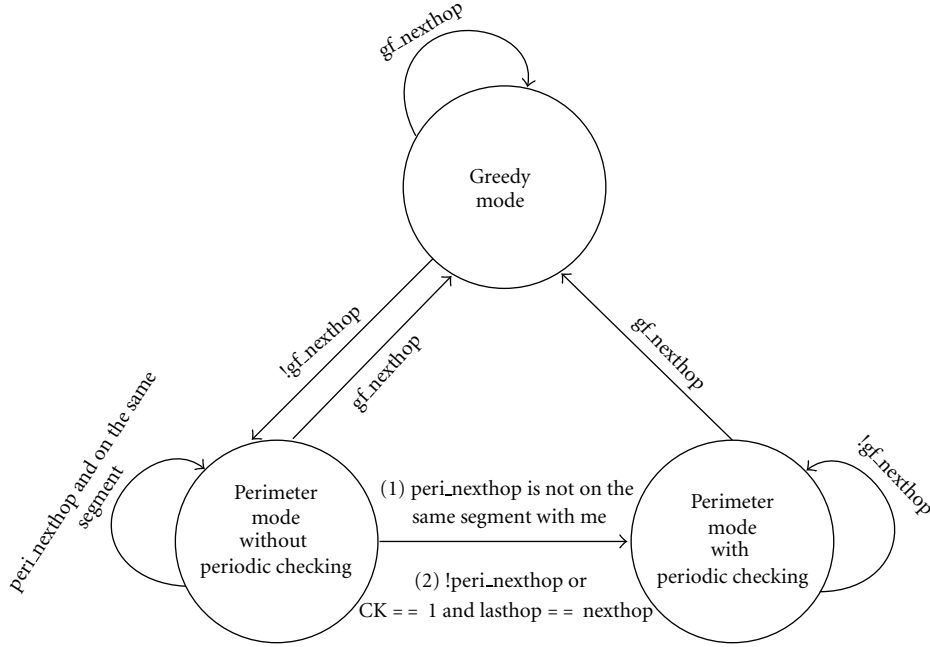 gf_nexthop
Greedy
mode
!gf_nexthop
gf_nexthop
gf_nexthop
peri_nexthop and on the same
segment
Perimeter
mode
without
periodic checking
(1) peri_nexthop is not on the
same segment with me
(2) !peri_nexthop or
CK = = 1 and lasthop = = nexthop
Perimeter
mode
with
periodic checking
!gf_nexthop